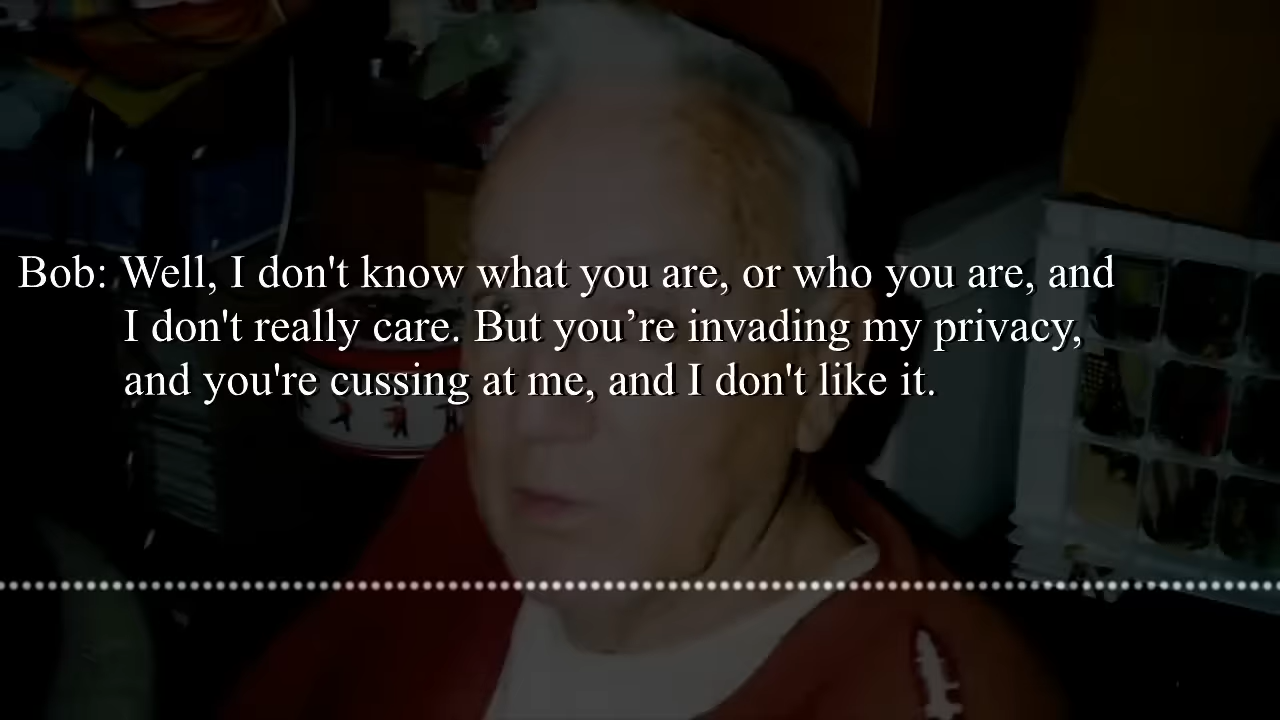 Bob: Well, I don't know what you are, or who you are, and
I don't really care. But you’re invading my privacy,
and you're cussing at me, and I don't like it.